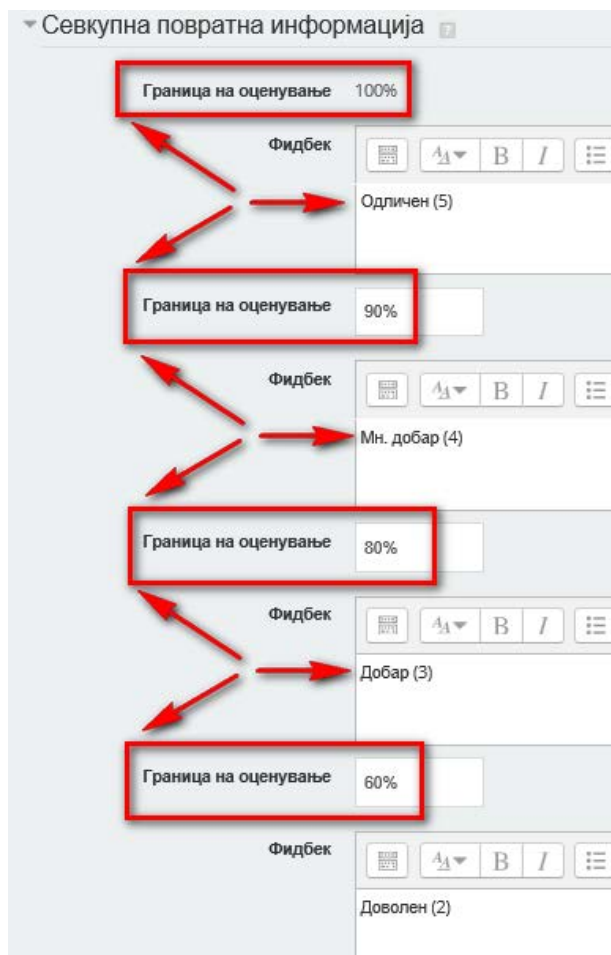 Севкупна повратна информација
Граница на оценување 100%
Фидбек
B I
Одличен (5)
Граница на оценување 90%
Фидбек
B I
Мн. добар (4)
Граница на оценување 80%
Фидбек
B I
Добар (3)
Граница на оценување 60%
Фидбек
B I
Доволен (2)